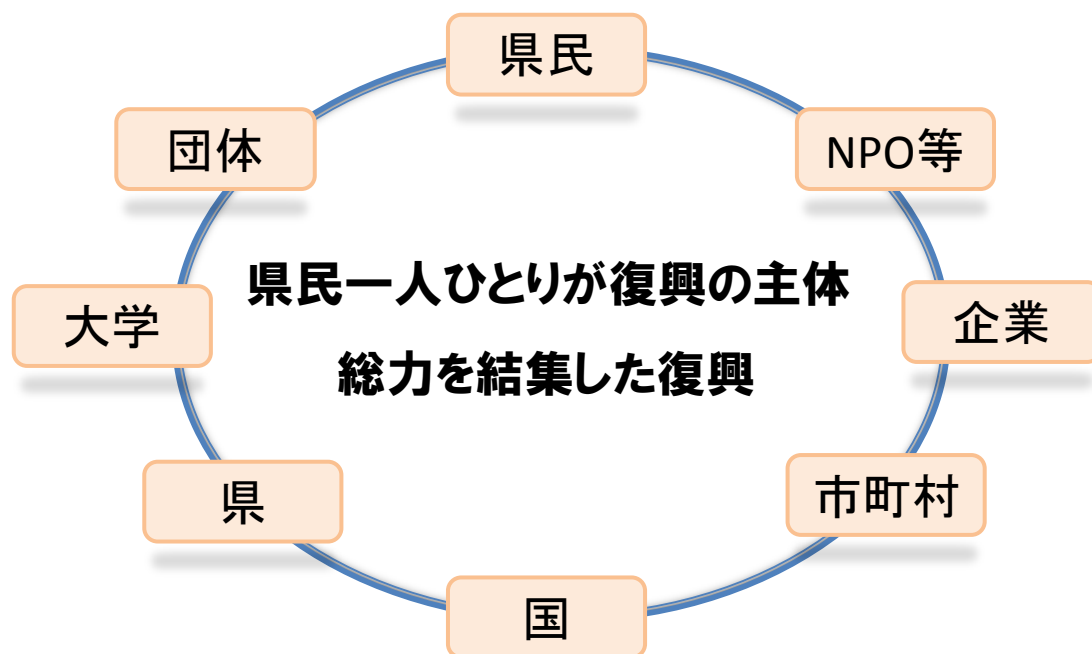 県民
団体
NPO等
県民一人ひとりが復興の主体
大学
企業
総力を結集した復興
県
市町村
国